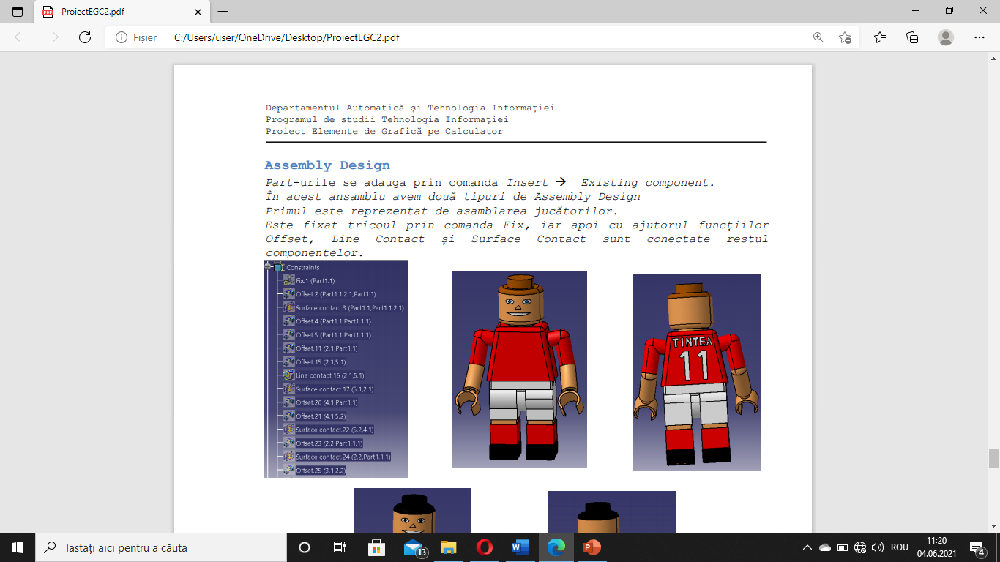 ProiectEGC2.pdf
Fișier
C:/Users/user/OneDrive/Desktop/ProiectEGC2.pdf
Departamentul Automatică și Tehnologia Informației
Programul de studii Tehnologia Informației
Proiect Elemente de Grafică pe Calculator
Assembly Design
Part-urile se adauga prin comanda Insert → Existing component.
În acest ansamblu avem două tipuri de Assembly Design
Primul este reprezentat de asamblarea jucătorilor.
Este fixat tricoul prin comanda Fix, iar apoi cu ajutorul funcțiilor
Offset, Line Contact și Surface Contact sunt conectate restul
componentelor.
Constraints
Fix.1 (Part1.1)
Offset.2 (Part1.1.2.1,Part1.1)
Surface contact.3 (Part1.1,Part1.1.2.1)
Offset.4 (Part1.1,Part1.1.1)
Offset.5 (Part1.1,Part1.1.1)
Offset.11 (2.1,Part1.1)
Offset.15 (2.1,5.1)
Line contact.16 (2.1,5.1)
Surface contact.17 (5.1,2.1)
Offset.20 (4.1,Part1.1)
Offset.21 (4.1,5.2)
Surface contact.22 (5.2,4.1)
Offset.23 (2.2,Part1.1.1)
Surface contact.24 (2.2,Part1.1.1)
Offset.25 (3.1,2.2)
TINTEA
11
Tastați aici pentru a căuta
13
ROU
11:20
04.06.2021
4